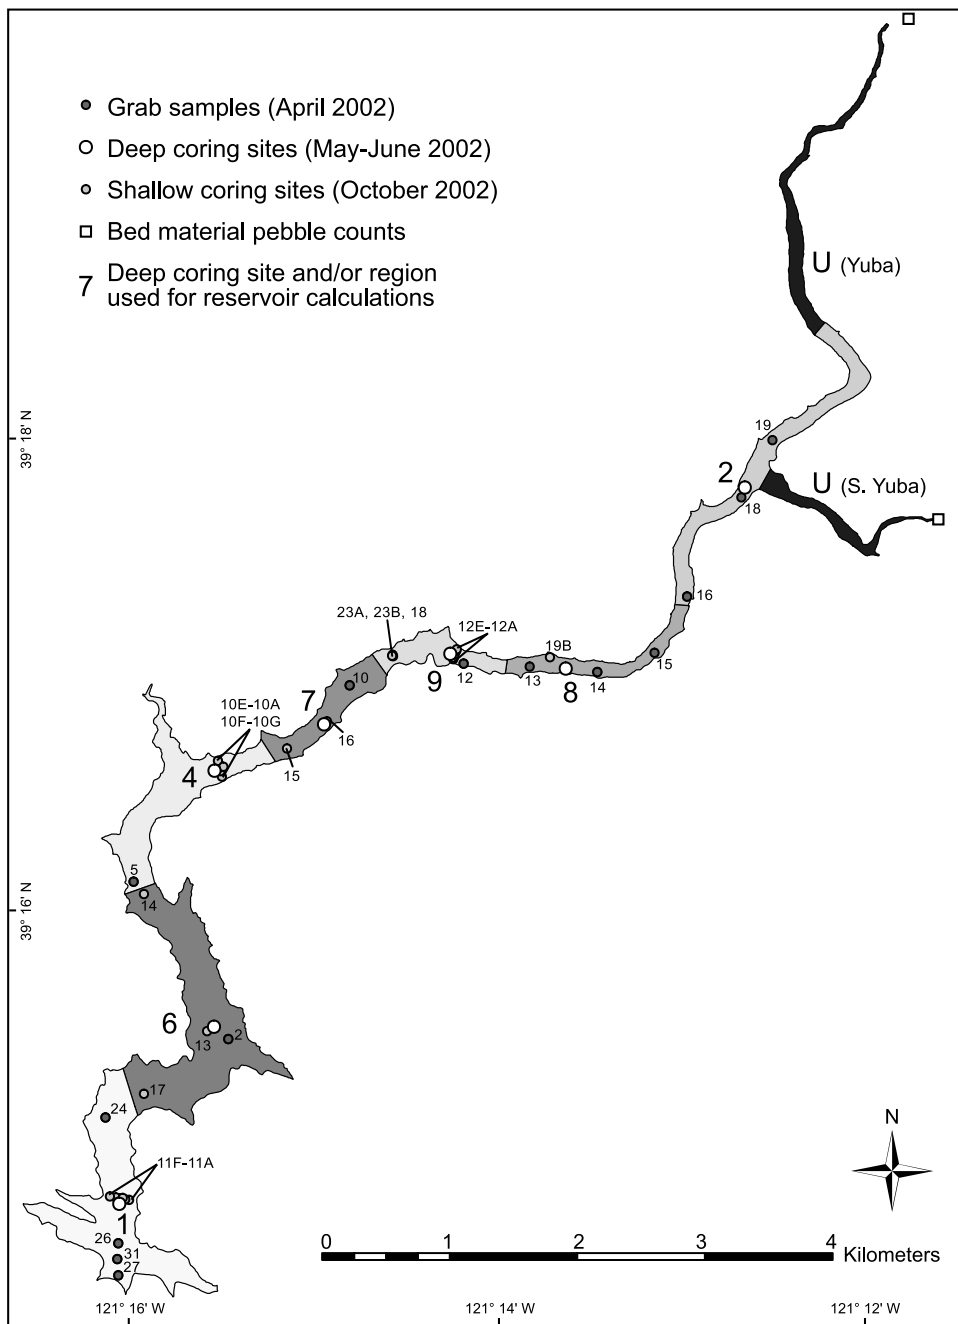 Grab samples (April 2002)
Deep coring sites (May-June 2002)
Shallow coring sites (October 2002)
Bed material pebble counts
7 Deep coring site and/or region
used for reservoir calculations
U (Yuba)
39° 18' N
19
2
U (S. Yuba)
18
16
23A, 23B, 18
12E-12A
19B
15
9
12
13
8
14
10
7
10E-10A
10F-10G
16
15
4
5
14
39° 16' N
6
13
2
17
24
11F-11A
N
1
26
31
27
0 1 2 3 4
Kilometers
121° 16' W
121° 14' W
121° 12' W